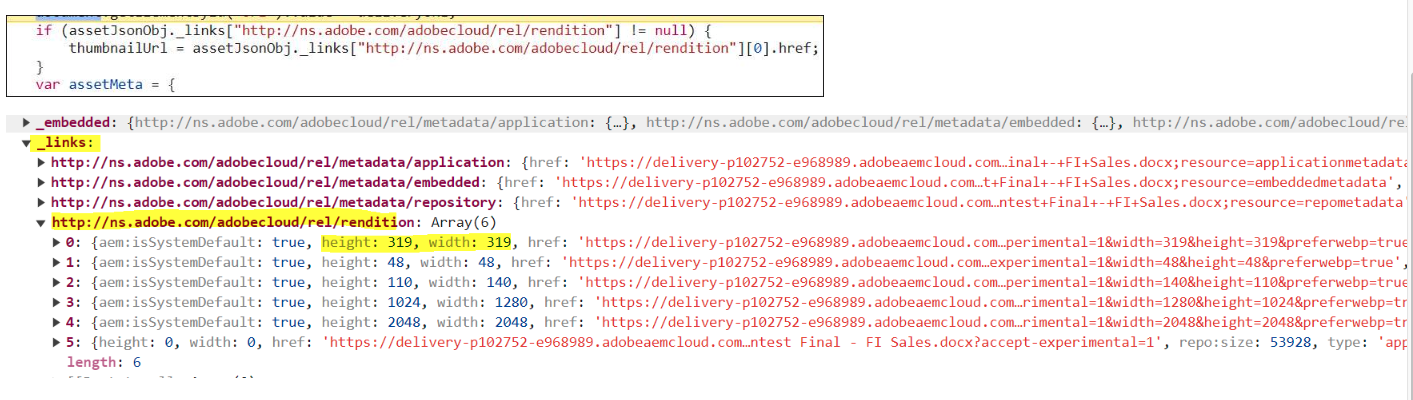 if (assetJsonObj._links["http://ns.adobe.com/adobecloud/rel/rendition"] != null) {
thumbnailUrl = assetJsonObj._links["http://ns.adobe.com/adobecloud/rel/rendition"][0].href;
}
var assetMeta = {
▶ _embedded: {http://ns.adobe.com/adobecloud/rel/metadata/application: {…}, http://ns.adobe.com/adobecloud/rel/metadata/embedded: {…}, http://ns.adobe.com/adobecloud/re
▼ _links:
▶ http://ns.adobe.com/adobecloud/rel/metadata/application: {href: 'https://delivery-p102752-e968989.adobeaemcloud.com…inal+-+FI+Sales.docx;resource=applicationmetadata
▶ http://ns.adobe.com/adobecloud/rel/metadata/embedded: {href: 'https://delivery-p102752-e968989.adobeaemcloud.com…t+Final+-+FI+Sales.docx;resource=embeddedmetadata',
▶ http://ns.adobe.com/adobecloud/rel/metadata/repository: {href: 'https://delivery-p102752-e968989.adobeaemcloud.com…ntest+Final+-+FI+Sales.docx;resource=repometadata'
▼ http://ns.adobe.com/adobecloud/rel/rendition: Array(6)
▶ 0: {aem:isSystemDefault: true, height: 319, width: 319, href: 'https://delivery-p102752-e968989.adobeaemcloud.com…perimental=1&width=319&height=319&preferwebp=true
▶ 1: {aem:isSystemDefault: true, height: 48, width: 48, href: 'https://delivery-p102752-e968989.adobeaemcloud.com…experimental=1&width=48&height=48&preferwebp=true',
▶ 2: {aem:isSystemDefault: true, height: 110, width: 140, href: 'https://delivery-p102752-e968989.adobeaemcloud.com…perimental=1&width=140&height=110&preferwebp=true
▶ 3: {aem:isSystemDefault: true, height: 1024, width: 1280, href: 'https://delivery-p102752-e968989.adobeaemcloud.com…rimental=1&width=1280&height=1024&preferwebp=tr
▶ 4: {aem:isSystemDefault: true, height: 2048, width: 2048, href: 'https://delivery-p102752-e968989.adobeaemcloud.com…rimental=1&width=2048&height=2048&preferwebp=tr
▶ 5: {height: 0, width: 0, href: 'https://delivery-p102752-e968989.adobeaemcloud.com…ntest Final - FI Sales.docx?accept-experimental=1', repo:size: 53928, type: 'app
length: 6